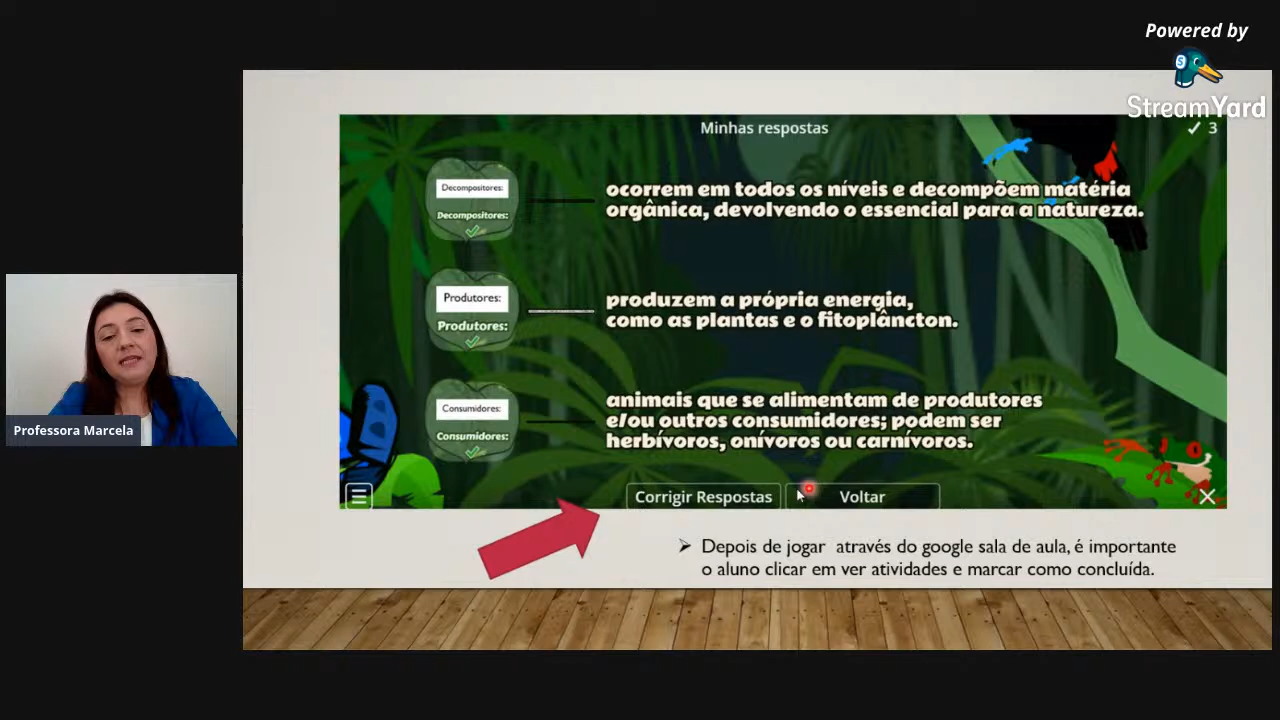 Powered by
StreamYard
Minhas respostas
3
Decompositores:
Decompositores:
ocorrem em todos os níveis e decompõem matéria
orgânica, devolvendo o essencial para a natureza.
Produtores:
Produtores:
produzem a própria energia,
como as plantas e o fitoplâncton.
Consumidores:
Consumidores:
animais que se alimentam de produtores
e/ou outros consumidores; podem ser
herbívoros, onívoros ou carnívoros.
Corrigir Respostas
Voltar
Depois de jogar através do google sala de aula, é importante
o aluno clicar em ver atividades e marcar como concluída.
Professora Marcela